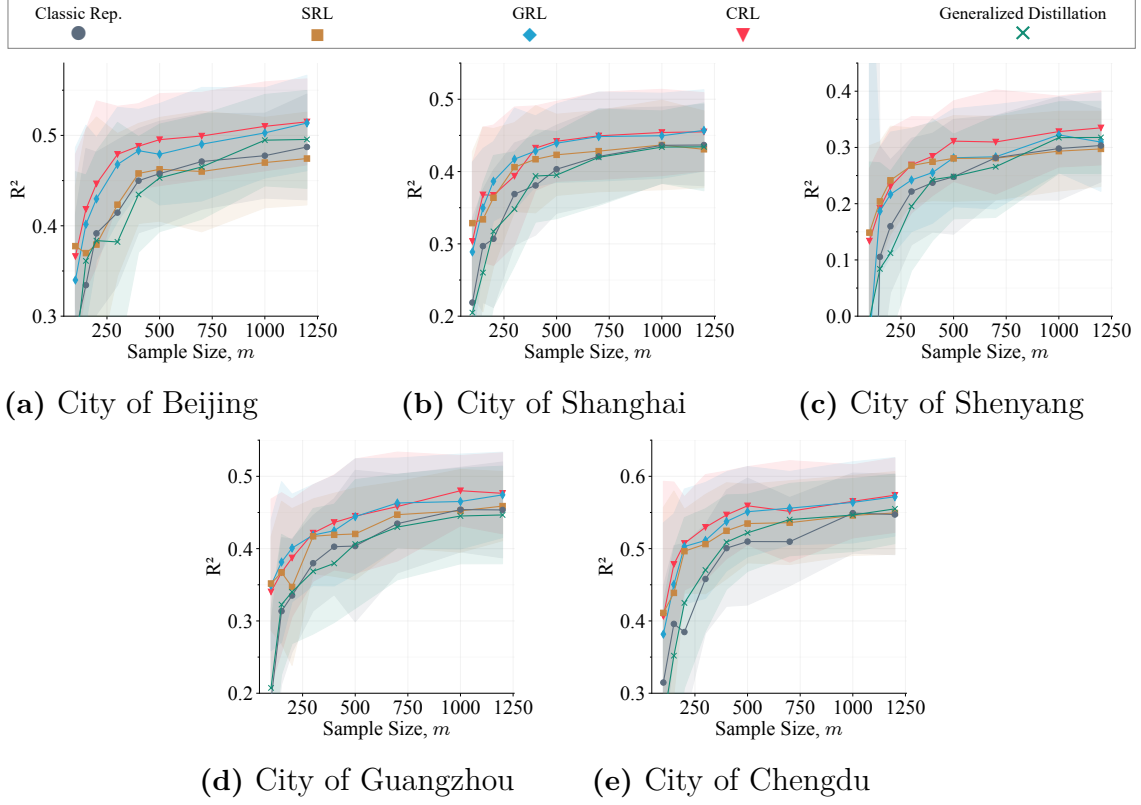 Classic Rep. SRL GRL CRL Generalized Distillation
R²
0.5
0.4
0.3
250 500 750 1000 1250
Sample Size, m
R²
0.5
0.4
0.3
0.2
250 500 750 1000 1250
Sample Size, m
R²
0.4
0.3
0.2
0.1
0.0
250 500 750 1000 1250
Sample Size, m
(a) City of Beijing
(b) City of Shanghai
(c) City of Shenyang
R²
0.5
0.4
0.3
0.2
250 500 750 1000 1250
Sample Size, m
R²
0.6
0.5
0.4
0.3
250 500 750 1000 1250
Sample Size, m
(d) City of Guangzhou
(e) City of Chengdu